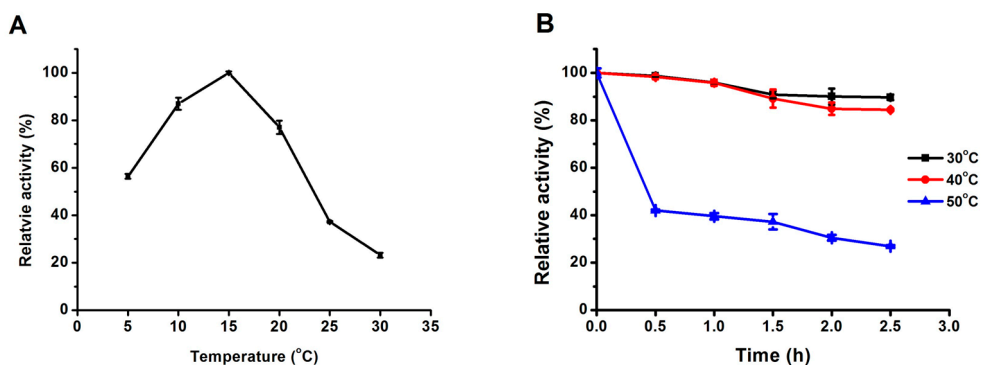 A
Relatvie activity (%)
100
80
60
40
20
0
0 5 10 15 20 25 30 35
Temperature (°C)
B
Relative activity (%)
100
80
60
40
20
0
0.0 0.5 1.0 1.5 2.0 2.5 3.0
Time (h)
30°C
40°C
50°C